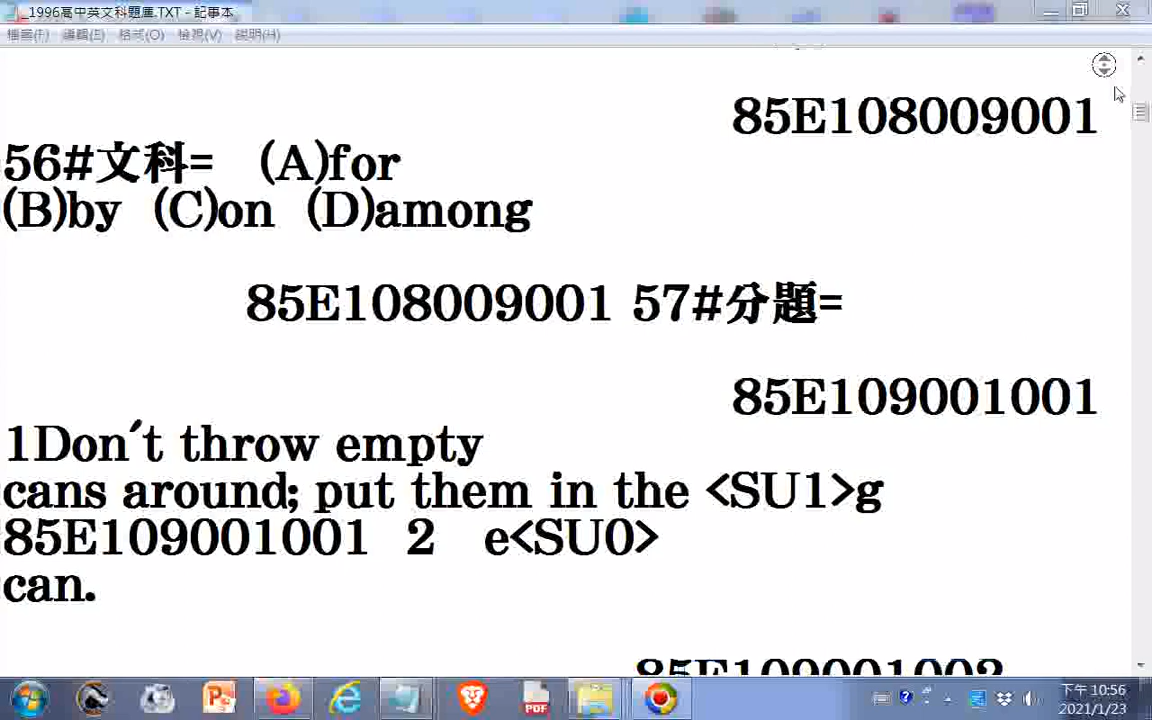 _1996高中英文科題庫.TXT - 記事本
檔案(F) 編輯(E) 格式(O) 檢視(V) 說明(H)
85E108009001
56#文科= (A)for
(B)by (C)on (D)among
85E108009001 57#分題=
85E109001001
1Don't throw empty
cans around; put them in the <SU1>g
85E109001001 2 e<SU0>
can.
85E109001002
PDF
下午 10:56
2021/1/23